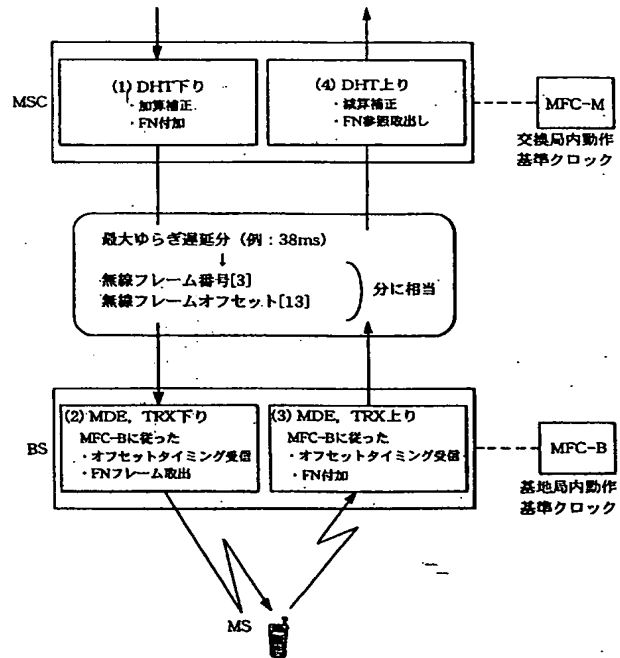 MSC
(1) DHT下り
・加算補正
・FN付加
(4) DHT上り
・減算補正
・FN参照取出し
MFC-M
交換局内動作
基準クロック
最大ゆらぎ遅延分（例：38ms）
↓
無線フレーム番号[3]
無線フレームオフセット[13]
分に相当
BS
(2) MDE, TRX下り
MFC-Bに従った
・オフセットタイミング受信
・FNフレーム取出
(3) MDE, TRX上り
MFC-Bに従った
・オフセットタイミング受信
・FN付加
MFC-B
基地局内動作
基準クロック
MS